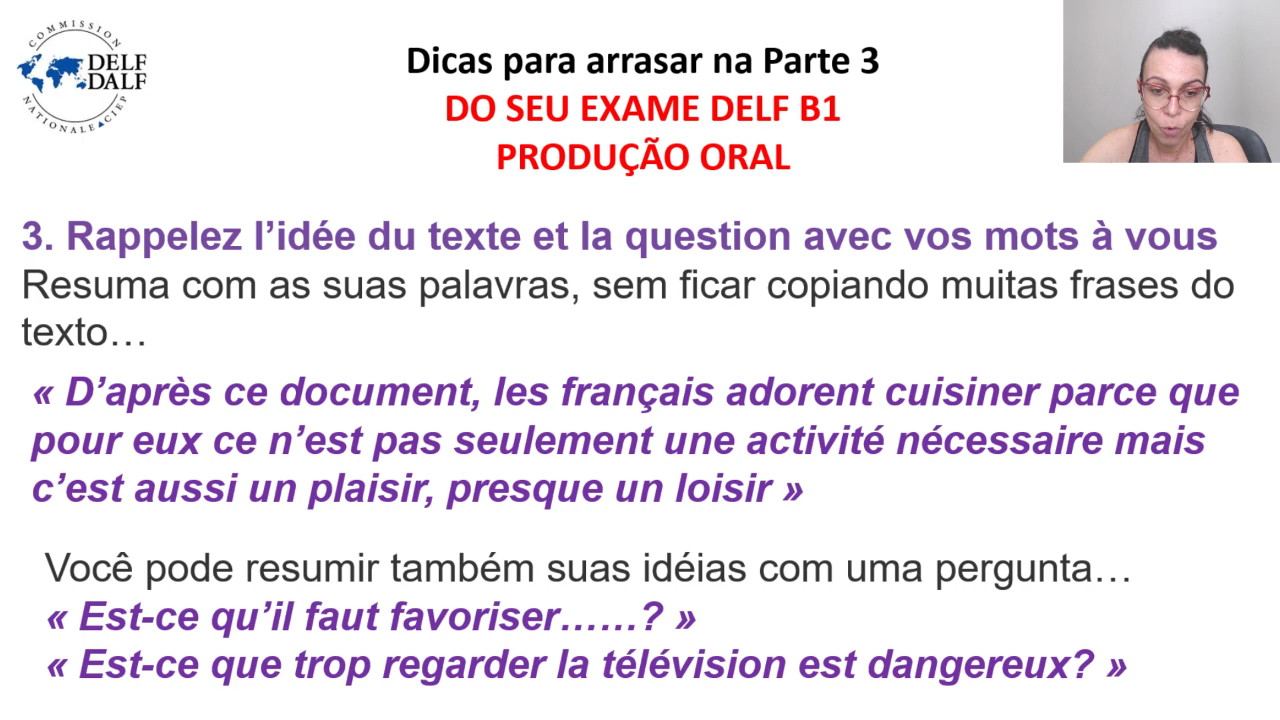 COMMISSION
DELF
DALF
NATIONALE CIEP
Dicas para arrasar na Parte 3
DO SEU EXAME DELF B1
PRODUÇÃO ORAL
3. Rappelez l’idée du texte et la question avec vos mots à vous
Resuma com as suas palavras, sem ficar copiando muitas frases do
texto…
« D’après ce document, les français adorent cuisiner parce que
pour eux ce n’est pas seulement une activité nécessaire mais
c’est aussi un plaisir, presque un loisir »
Você pode resumir também suas idéias com uma pergunta…
« Est-ce qu’il faut favoriser……? »
« Est-ce que trop regarder la télévision est dangereux? »